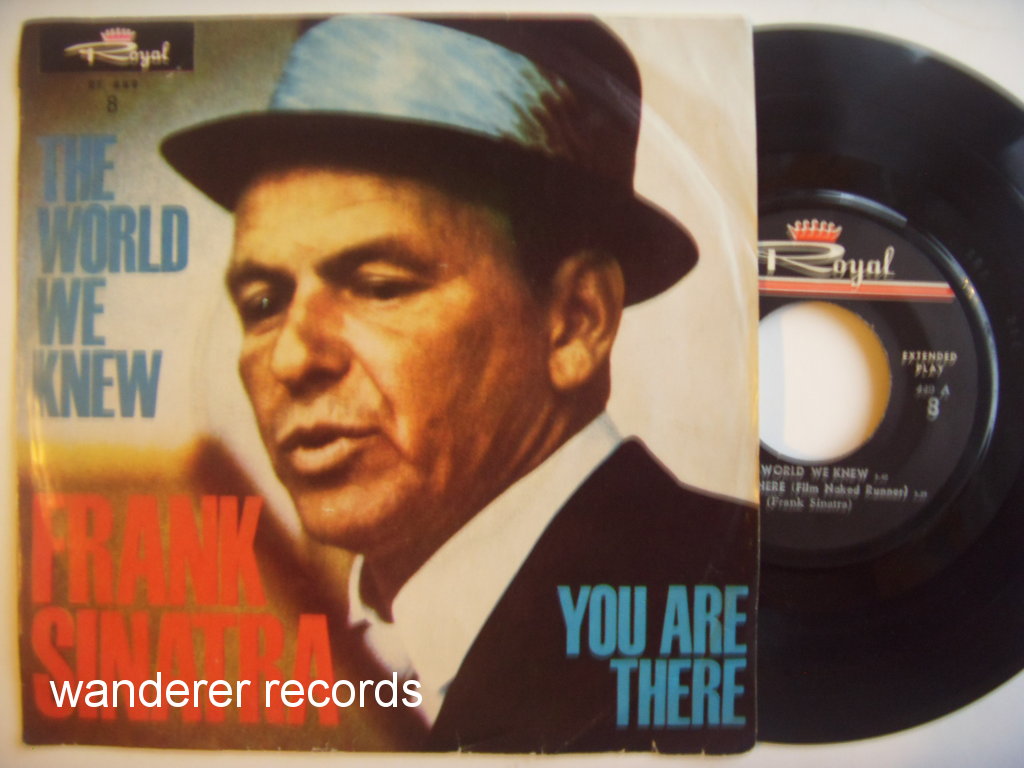 Royal
8
THE
WORLD
WE
KNEW
FRANK
SINATRA
YOU ARE
THERE
wanderer records
Royal
EXTENDED
PLAY
A
8
WORLD WE KNEW
HERE (Film Naked Runner)
(Frank Sinatra)